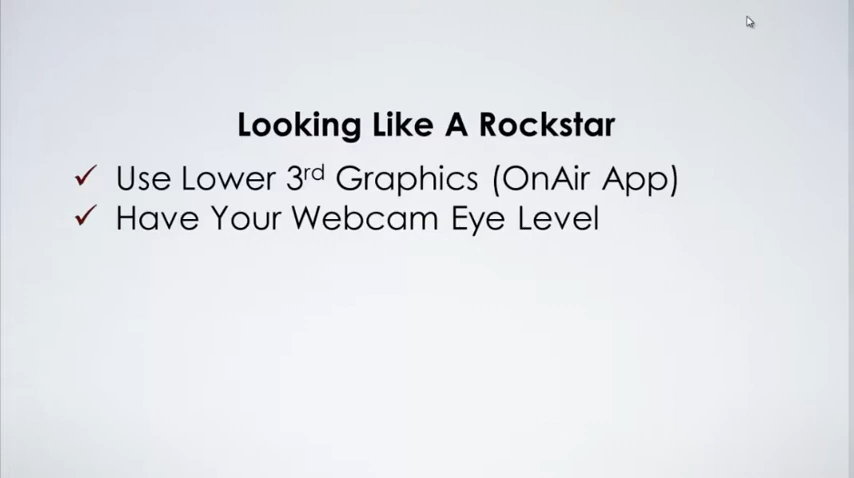 Looking Like A Rockstar
✓ Use Lower 3rd Graphics (OnAir App)
✓ Have Your Webcam Eye Level